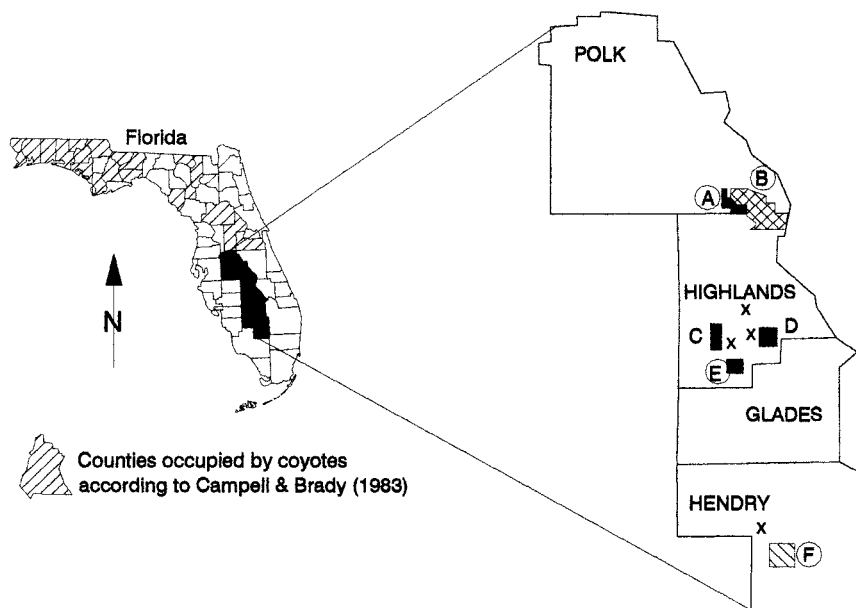 Florida
N
Counties occupied by coyotes
according to Campell & Brady (1983)
POLK
A
B
HIGHLANDS
x
C
x
x
D
E
GLADES
HENDRY
x
F